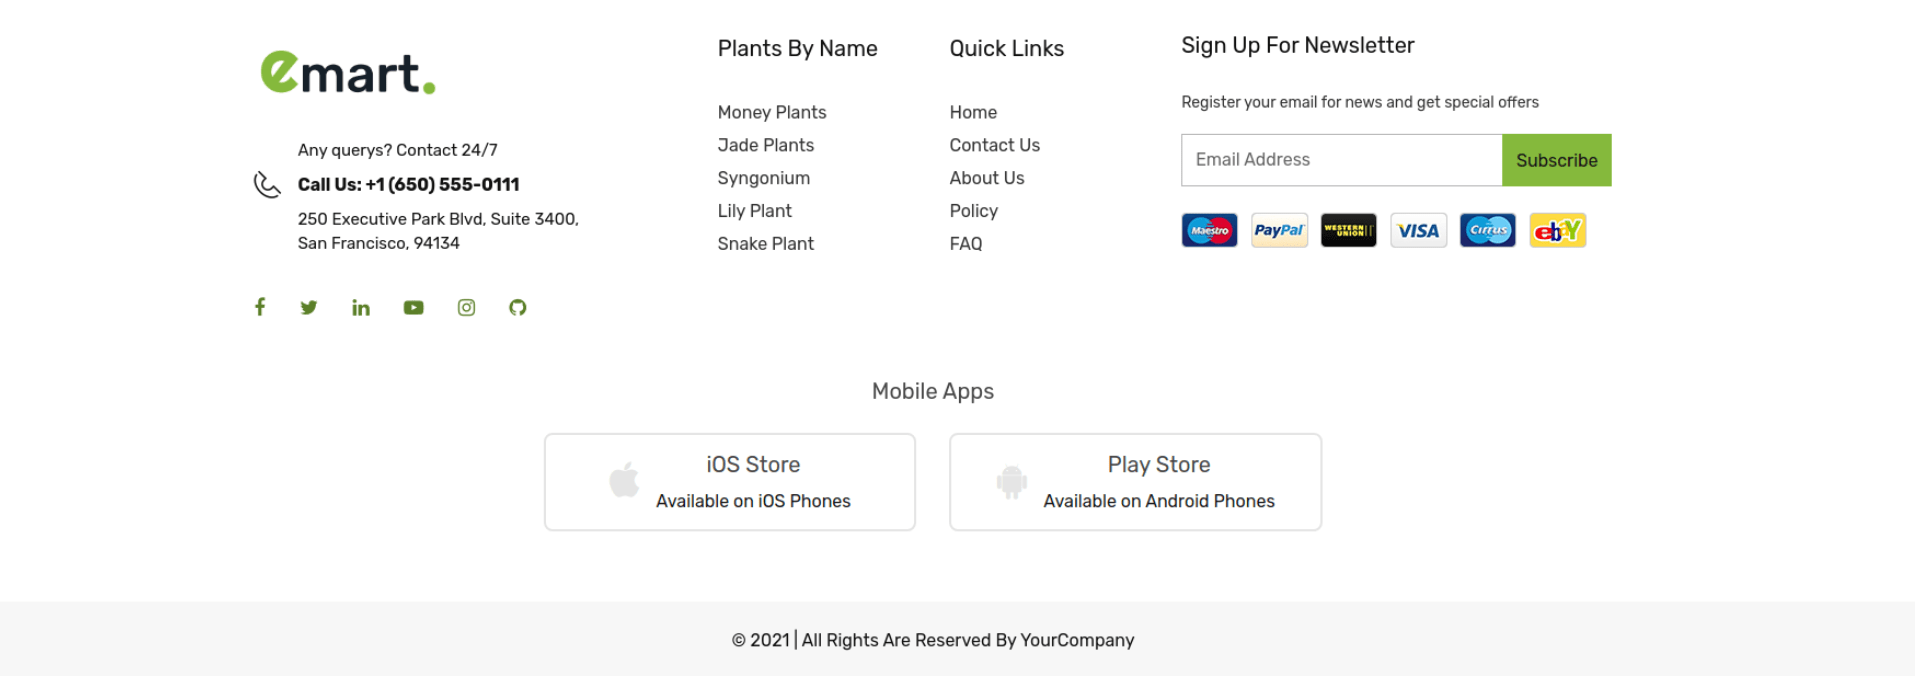 emart.
Any querys? Contact 24/7
Call Us: +1 (650) 555-0111
250 Executive Park Blvd, Suite 3400,
San Francisco, 94134
Plants By Name
Money Plants
Jade Plants
Syngonium
Lily Plant
Snake Plant
Quick Links
Home
Contact Us
About Us
Policy
FAQ
Sign Up For Newsletter
Register your email for news and get special offers
Email Address
Subscribe
Maestro
PayPal
WESTERN UNION
VISA
Cirrus
ebay
Mobile Apps
iOS Store
Available on iOS Phones
Play Store
Available on Android Phones
© 2021 | All Rights Are Reserved By YourCompany